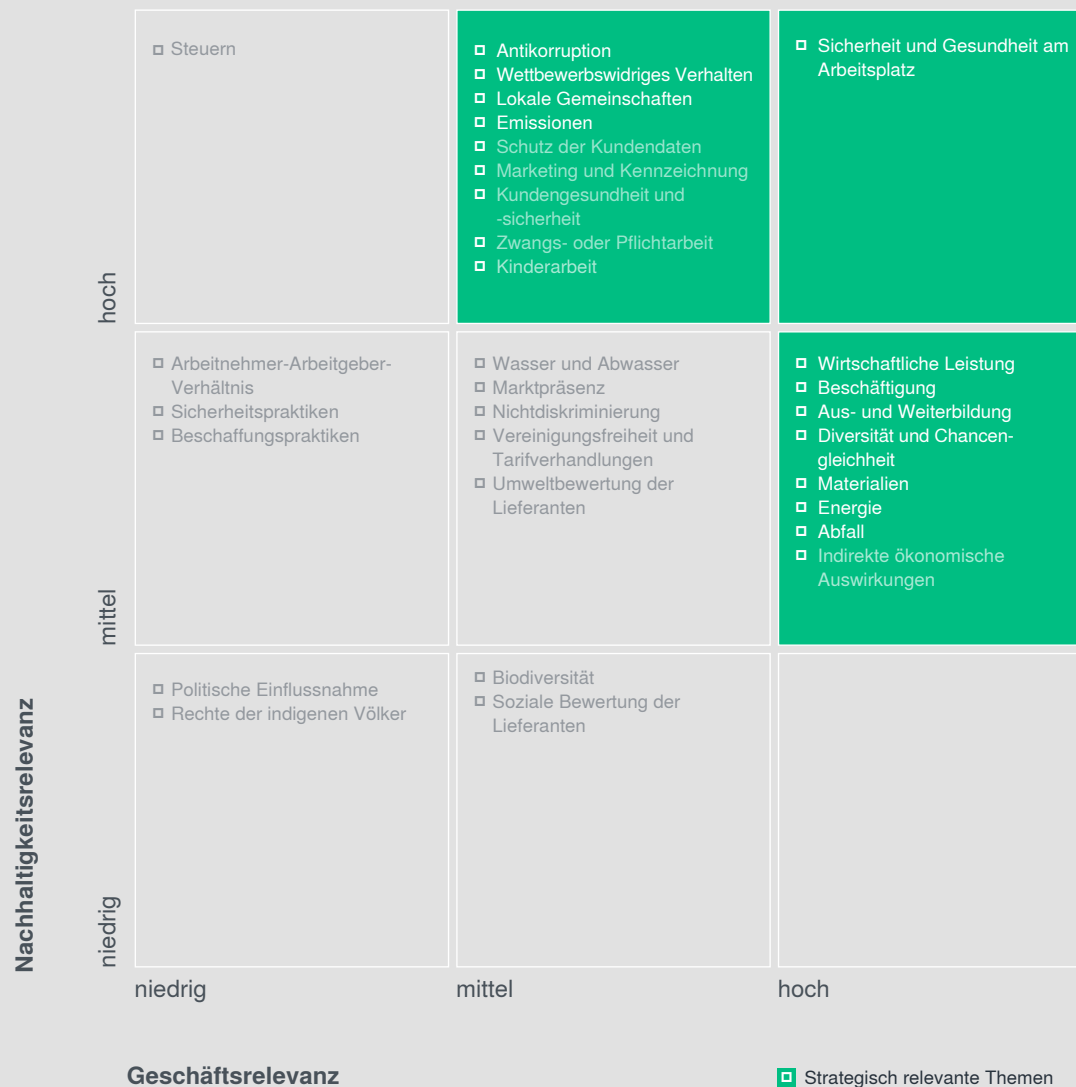 Steuern
Antikorruption
Wettbewerbswidriges Verhalten
Lokale Gemeinschaften
Emissionen
Schutz der Kundendaten
Marketing und Kennzeichnung
Kundengesundheit und
-sicherheit
Zwangs- oder Pflichtarbeit
Kinderarbeit
Sicherheit und Gesundheit am
Arbeitsplatz
hoch
Arbeitnehmer-Arbeitgeber-
Verhältnis
Sicherheitspraktiken
Beschaffungspraktiken
Wasser und Abwasser
Marktpräsenz
Nichtdiskriminierung
Vereinigungsfreiheit und
Tarifverhandlungen
Umweltbewertung der
Lieferanten
Wirtschaftliche Leistung
Beschäftigung
Aus- und Weiterbildung
Diversität und Chancen-
gleichheit
Materialien
Energie
Abfall
Indirekte ökonomische
Auswirkungen
mittel
Politische Einflussnahme
Rechte der indigenen Völker
Biodiversität
Soziale Bewertung der
Lieferanten
niedrig
Nachhaltigkeitsrelevanz
niedrig
mittel
hoch
Geschäftsrelevanz
Strategisch relevante Themen